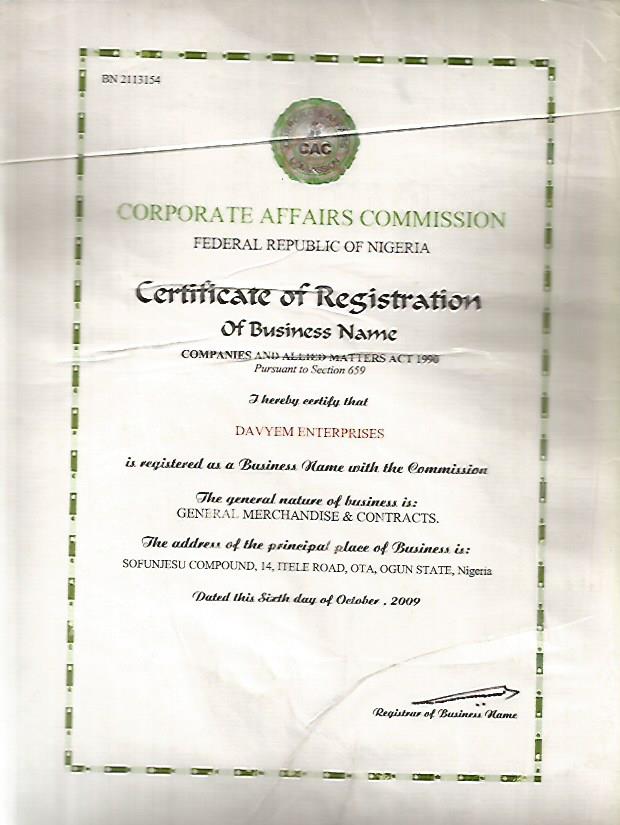 BN 2113154
CAC
CORPORATE AFFAIRS COMMISSION
FEDERAL REPUBLIC OF NIGERIA
Certificate of Registration
Of Business Name
COMPANIES AND ALLIED MATTERS ACT 1990
Pursuant to Section 659
I hereby certify that
DAVYEM ENTERPRISES
is registered as a Business Name with the Commission
The general nature of business is:
GENERAL MERCHANDISE & CONTRACTS.
The address of the principal place of Business is:
SOFUNJESU COMPOUND, 14, ITELE ROAD, OTA, OGUN STATE, Nigeria
Dated this Sixth day of October . 2009
Registrar of Business Name